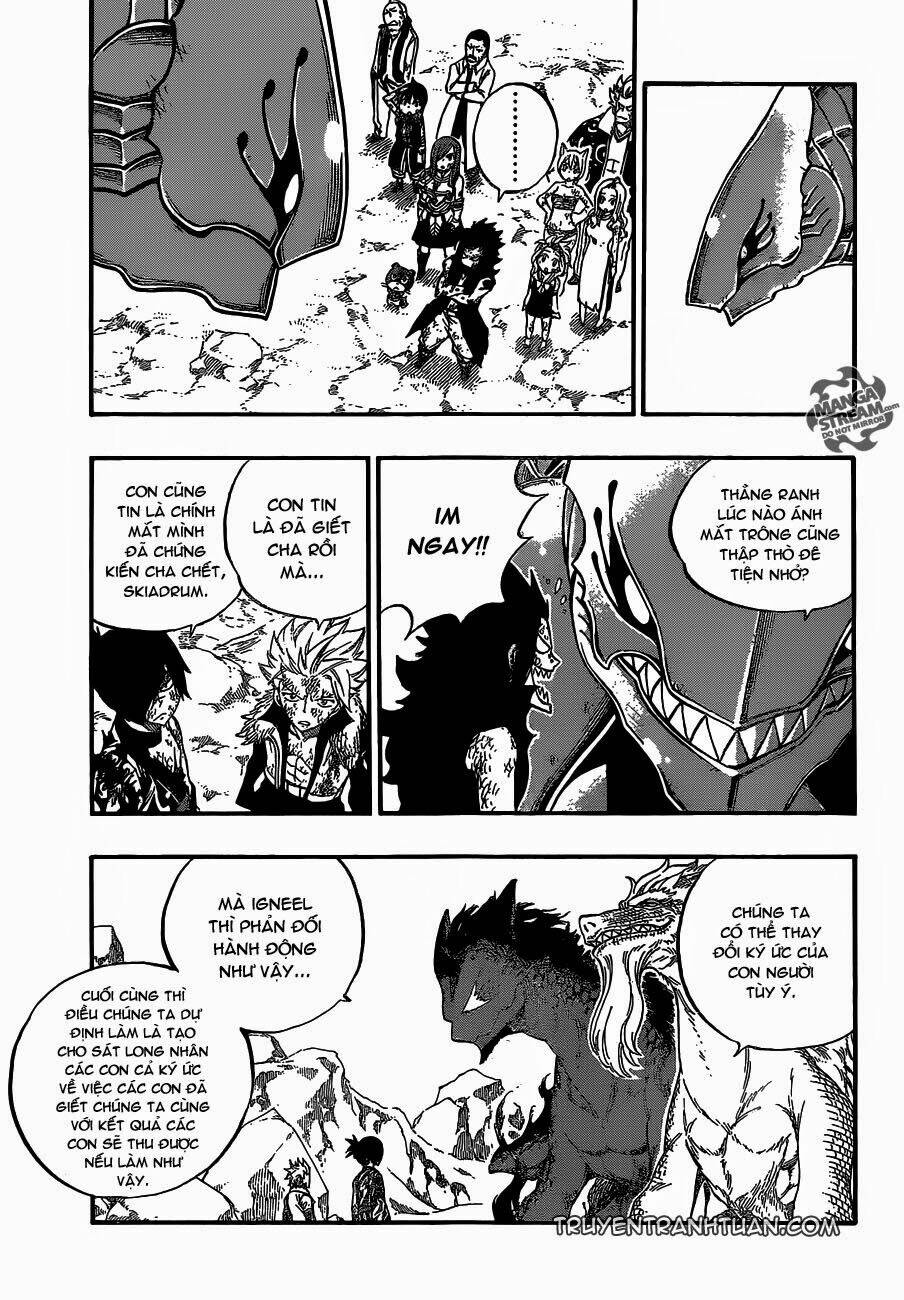 .........
MANGA
STREAM.com
DO NOT MIRROR
THẲNG RANH
LÚC NÀO ÁNH
MẮT TRÔNG CŨNG
THẬP THÒ ĐÊ
TIỆN NHỞ?
IM
NGAY!!
CON TIN
LÀ ĐÃ GIẾT
CHA RỒI
MÀ...
CON CŨNG
TIN LÀ CHÍNH
MẮT MÌNH
ĐÃ CHỨNG
KIẾN CHA CHẾT,
SKIADRUM.
CHÚNG TA
CÓ THỂ THAY
ĐỔI KÝ ỨC CỦA
CON NGƯỜI
TÙY Ý.
MÀ IGNEEL
THÌ PHẢN ĐỐI
HÀNH ĐỘNG
NHƯ VẬY...
CUỐI CÙNG THÌ
ĐIỀU CHÚNG TA DỰ
ĐỊNH LÀM LÀ TẠO
CHO SÁT LONG NHÂN
CÁC CON CẢ KÝ ỨC
VỀ VIỆC CÁC CON ĐÃ
GIẾT CHÚNG TA CÙNG
VỚI KẾT QUẢ CÁC
CON SẼ THU ĐƯỢC
NẾU LÀM NHƯ
VẬY.
TRUYENTRANHTUAN.COM